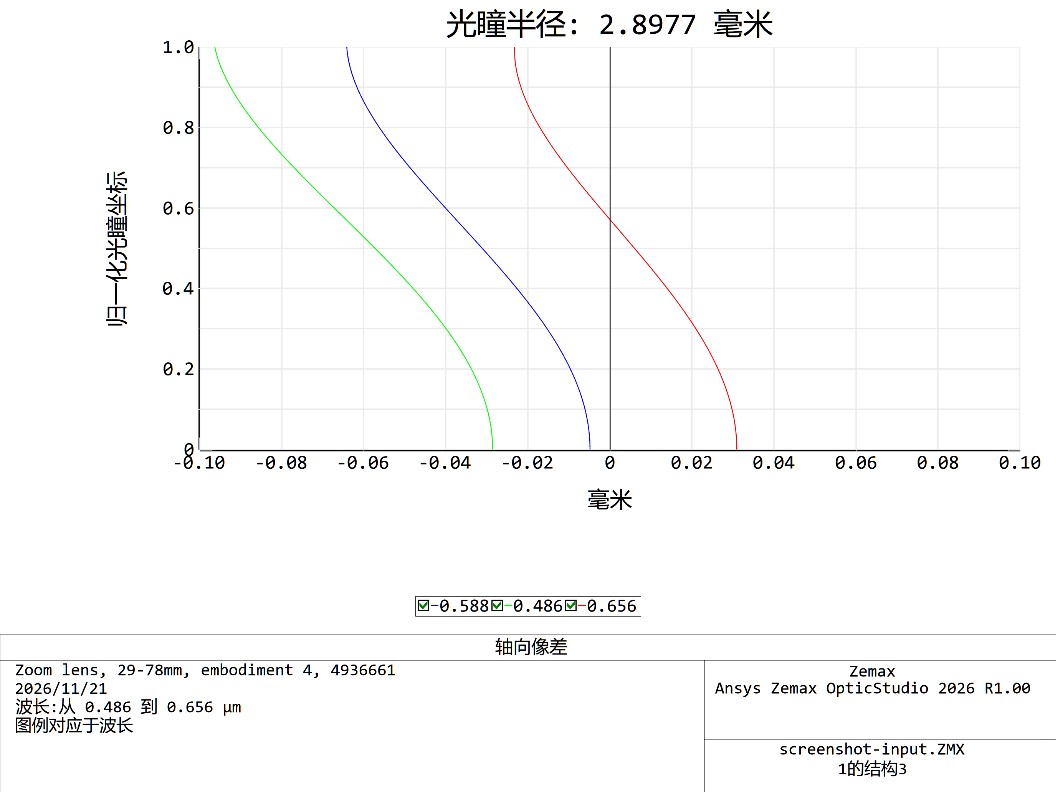 光瞳半径: 2.8977 毫米
1.0
0.8
0.6
0.4
0.2
0
归一化光瞳坐标
-0.10 -0.08 -0.06 -0.04 -0.02 0 0.02 0.04 0.06 0.08 0.10
毫米
0.588 0.486 0.656
轴向像差
Zoom lens, 29-78mm, embodiment 4, 4936661
2026/11/21
波长:从 0.486 到 0.656 µm
图例对应于波长
Zemax
Ansys Zemax OpticStudio 2026 R1.00
screenshot-input.ZMX
1的结构3